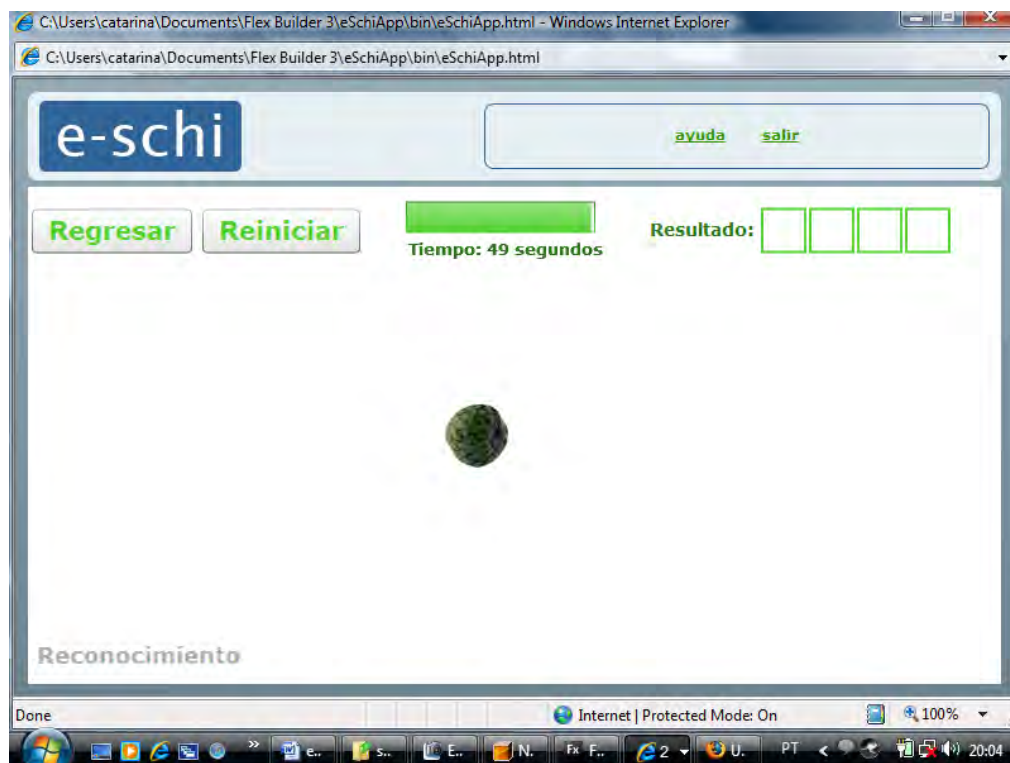 C:\Users\catarina\Documents\Flex Builder 3\eSchiApp\bin\eSchiApp.html - Windows Internet Explorer
C:\Users\catarina\Documents\Flex Builder 3\eSchiApp\bin\eSchiApp.html
e-schi
ayuda salir
Regresar Reiniciar
Resultado:
Tiempo: 49 segundos
Reconocimiento
Done Internet | Protected Mode: On 100%
» e.. s.. E.. N.. Fx F.. 2 U.. PT < 20:04